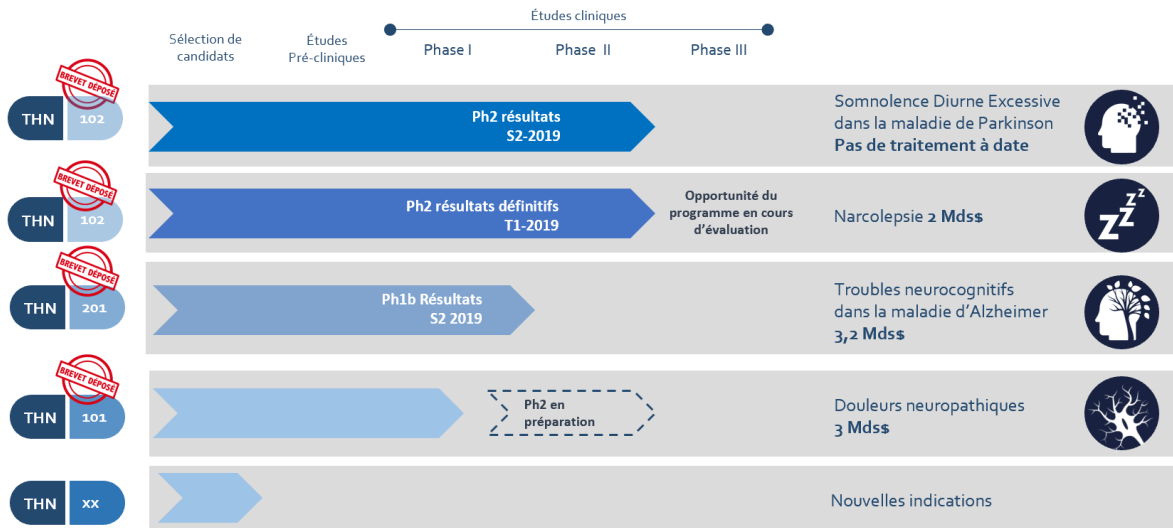 Études cliniques
Sélection de
candidats
Études
Pré-cliniques
Phase I
Phase II
Phase III
BREVET DÉPOSÉ
THN 102
Ph2 résultats
S2-2019
Somnolence Diurne Excessive
dans la maladie de Parkinson
Pas de traitement à date
BREVET DÉPOSÉ
THN 102
Ph2 résultats définitifs
T1-2019
Opportunité du
programme en cours
d’évaluation
Narcolepsie 2 Mds$
zzzz
BREVET DÉPOSÉ
THN 201
Ph1b Résultats
S2 2019
Troubles neurocognitifs
dans la maladie d’Alzheimer
3,2 Mds$
BREVET DÉPOSÉ
THN 101
Ph2 en
préparation
Douleurs neuropathiques
3 Mds$
THN xx
Nouvelles indications